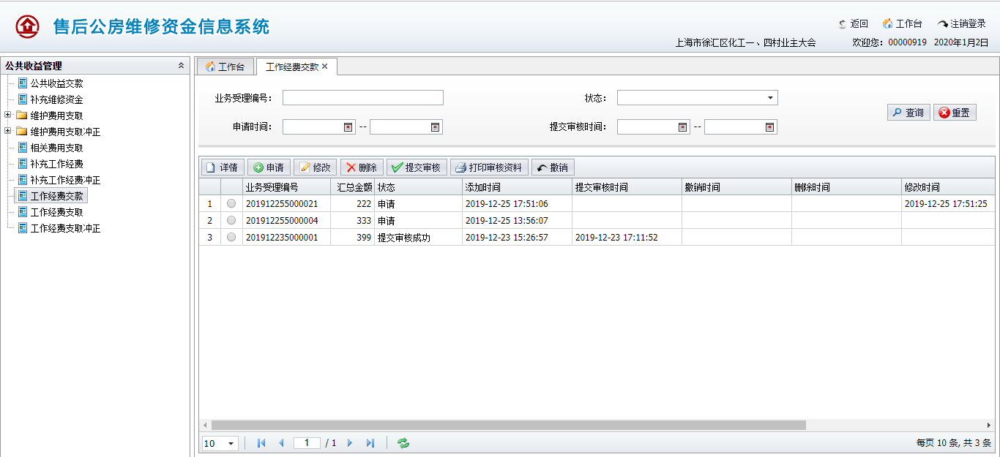 售后公房维修资金信息系统
返回 工作台 注销登录
上海市徐汇区化工一、四村业主大会 欢迎您: 00000919 2020年1月2日
公共收益管理
公共收益交款
补充维修资金
维护费用支取
维护费用支取冲正
相关费用支取
补充工作经费
补充工作经费冲正
工作经费交款
工作经费支取
工作经费支取冲正
工作台 工作经费交款 ×
业务受理编号: 状态:
申请时间: -- 提交审核时间: --
查询 重置
详情 申请 修改 删除 提交审核 打印审核资料 撤销
业务受理编号 汇总金额 状态 添加时间 提交审核时间 撤销时间 删除时间 修改时间
1 201912255000021 222 申请 2019-12-25 17:51:06 2019-12-25 17:51:25
2 201912255000004 333 申请 2019-12-25 13:56:07
3 201912235000001 399 提交审核成功 2019-12-23 15:26:57 2019-12-23 17:11:52
10 1 / 1 每页 10 条, 共 3 条